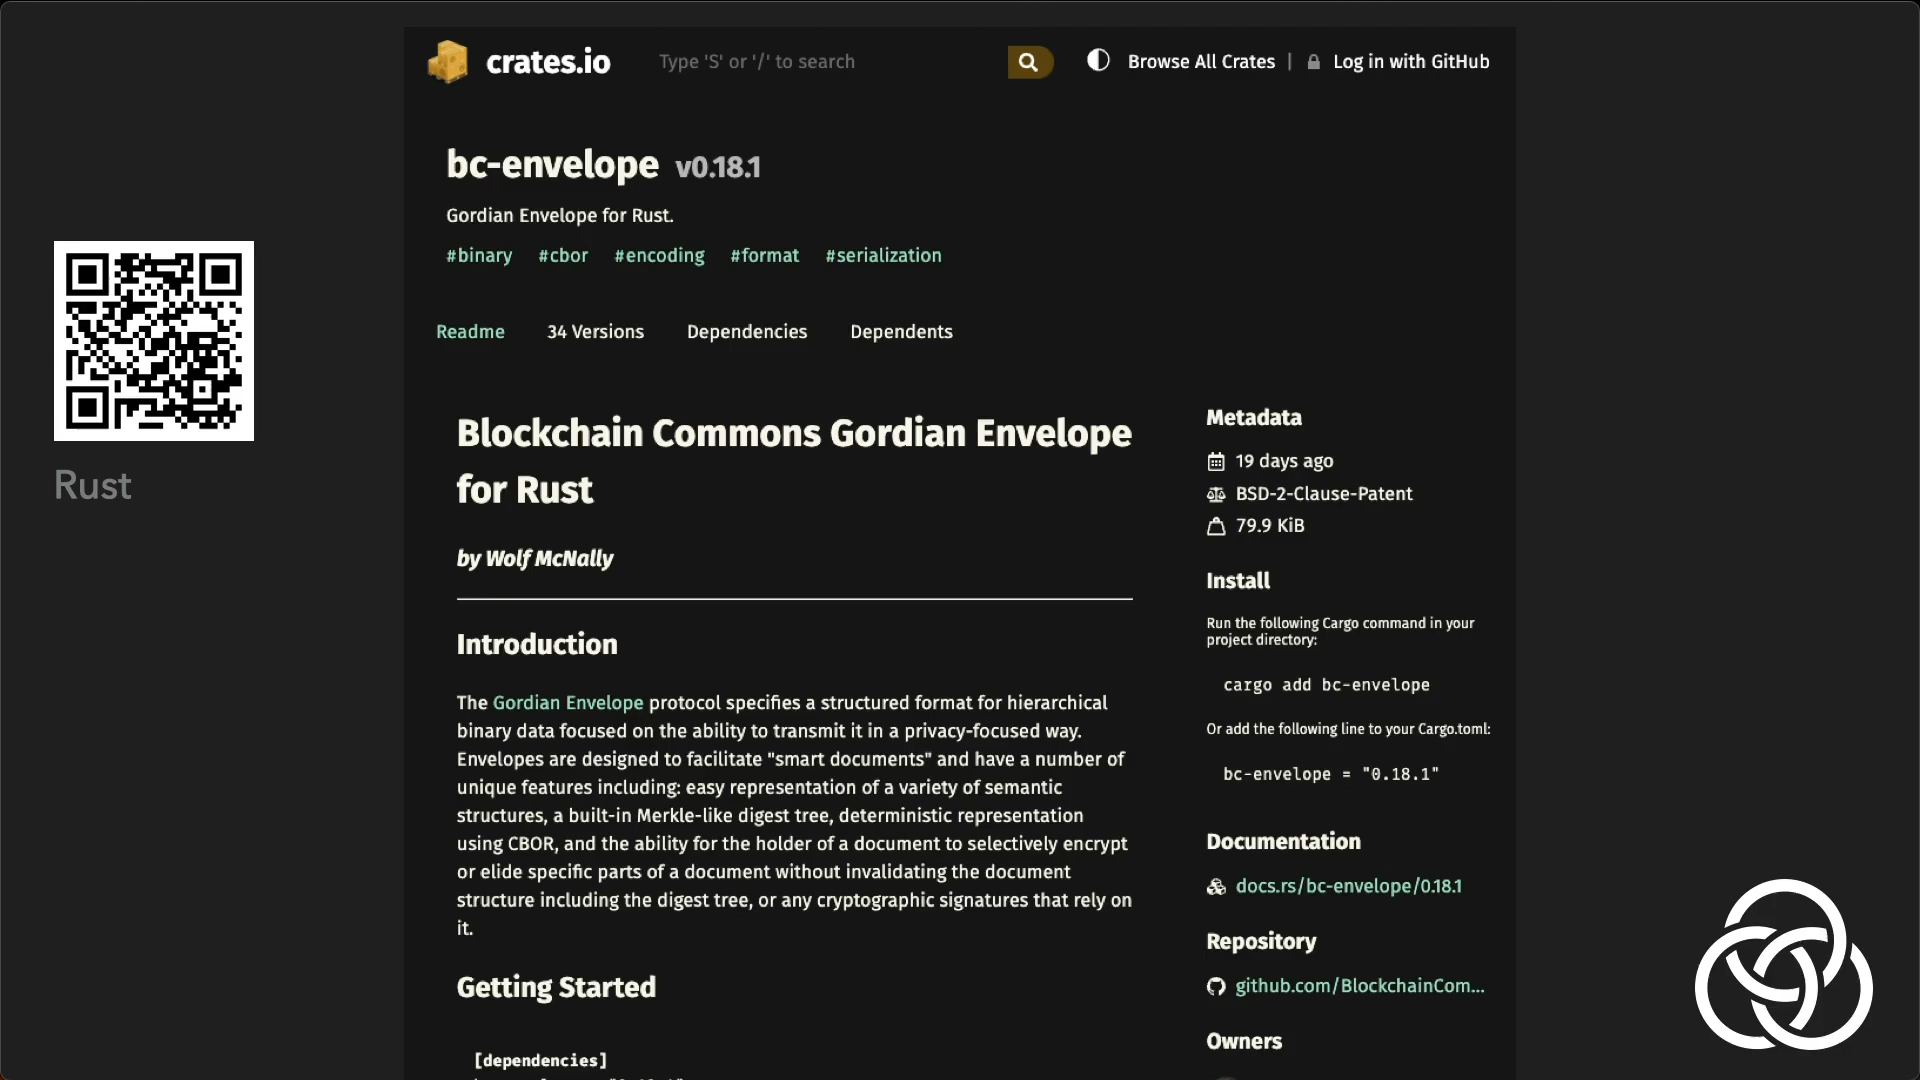 crates.io
Type 'S' or '/' to search
Browse All Crates | Log in with GitHub
bc-envelope v0.18.1
Gordian Envelope for Rust.
#binary #cbor #encoding #format #serialization
Readme 34 Versions Dependencies Dependents
Rust
Blockchain Commons Gordian Envelope
for Rust
by Wolf McNally
Introduction
The Gordian Envelope protocol specifies a structured format for hierarchical
binary data focused on the ability to transmit it in a privacy-focused way.
Envelopes are designed to facilitate "smart documents" and have a number of
unique features including: easy representation of a variety of semantic
structures, a built-in Merkle-like digest tree, deterministic representation
using CBOR, and the ability for the holder of a document to selectively encrypt
or elide specific parts of a document without invalidating the document
structure including the digest tree, or any cryptographic signatures that rely on
it.
Getting Started
[dependencies]
Metadata
19 days ago
BSD-2-Clause-Patent
79.9 KiB
Install
Run the following Cargo command in your
project directory:
cargo add bc-envelope
Or add the following line to your Cargo.toml:
bc-envelope = "0.18.1"
Documentation
docs.rs/bc-envelope/0.18.1
Repository
github.com/BlockchainCom...
Owners